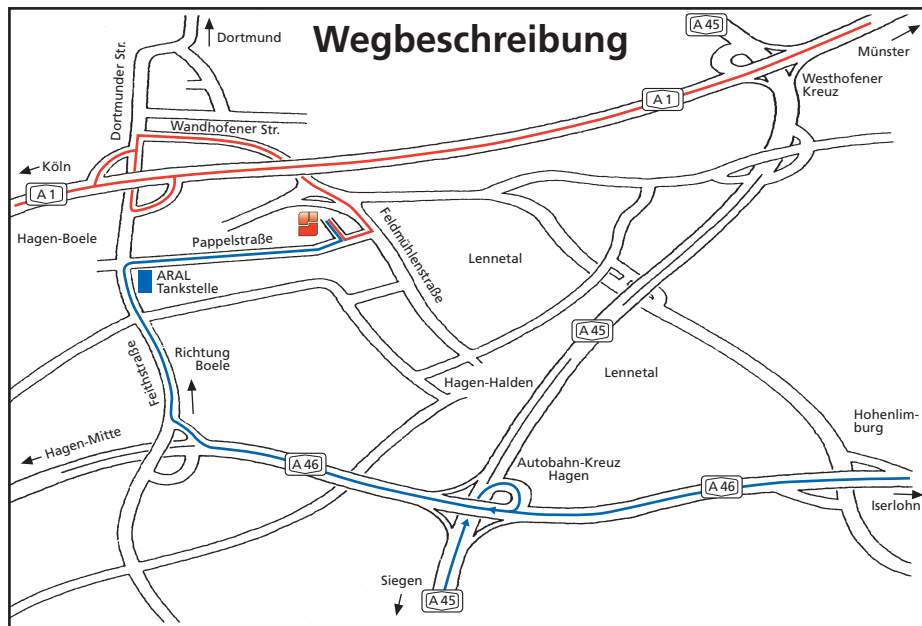 Wegbeschreibung
A 45
Dortmund
Münster
Dortmunder Str.
Westhofener
Kreuz
A 1
Wandhofener Str.
Köln
A 1
Hagen-Boele
Pappelstraße
Feldmühlenstraße
Lennetal
ARAL
Tankstelle
A 45
Richtung
Boele
Feithstraße
Hagen-Halden
Lennetal
Hohenlim-
burg
Hagen-Mitte
A 46
Autobahn-Kreuz
Hagen
A 46
Iserlohn
Siegen
A 45